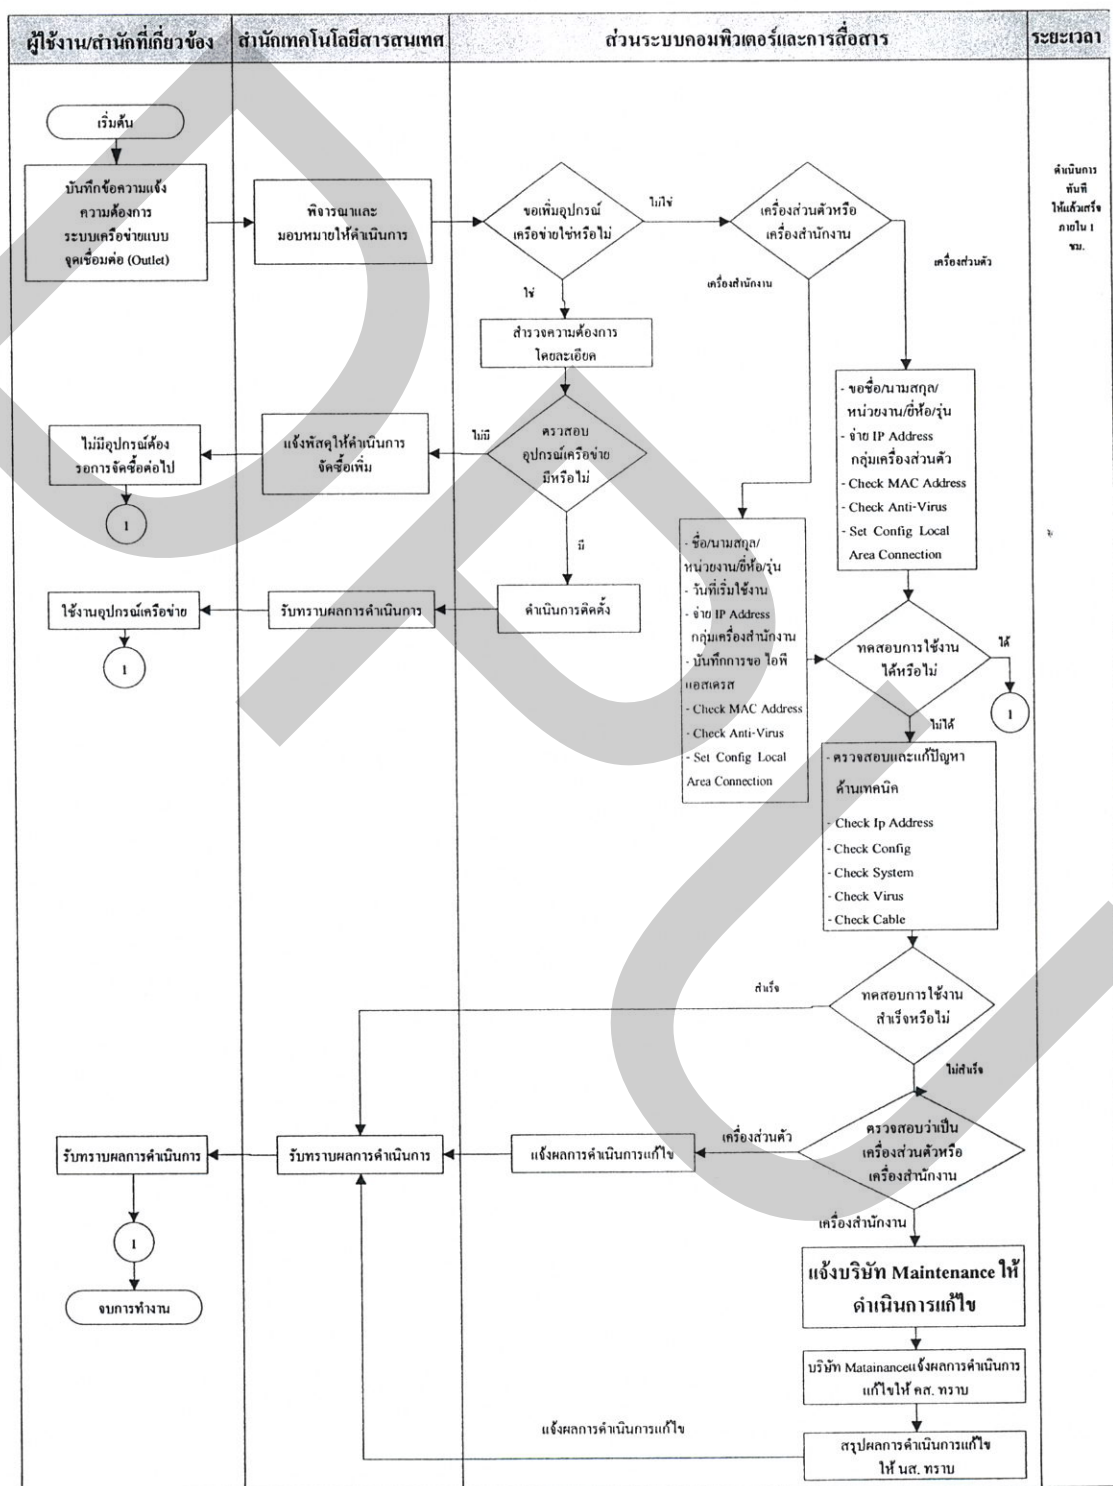 ผู้ใช้งาน/สำนักที่เกี่ยวข้อง
สำนักเทคโนโลยีสารสนเทศ
ส่วนระบบคอมพิวเตอร์และการสื่อสาร
ระยะเวลา
เริ่มต้น
บันทึกข้อความแจ้ง
ความต้องการ
ระบบเครือข่ายแบบ
จุดเชื่อมต่อ (Outlet)
พิจารณาและ
มอบหมายให้ดำเนินการ
ขอเพิ่มอุปกรณ์
เครือข่ายใช่หรือไม่
ไม่ใช่
เครื่องส่วนตัวหรือ
เครื่องสำนักงาน
ดำเนินการ
ทันที
ให้แล้วเสร็จ
ภายใน 1
ชม.
เครื่องส่วนตัว
เครื่องสำนักงาน
ใช่
สำรวจความต้องการ
โดยละเอียด
- ขอชื่อ/นามสกุล/
หน่วยงาน/ยี่ห้อ/รุ่น
- จ่าย IP Address
กลุ่มเครื่องส่วนตัว
- Check MAC Address
- Check Anti-Virus
- Set Config Local
Area Connection
ตรวสอบ
อุปกรณ์เครือข่าย
มีหรือไม่
ไม่มี
แจ้งพัสดุให้ดำเนินการ
จัดซื้อเพิ่ม
ไม่มีอุปกรณ์ต้อง
รอการจัดซื้อต่อไป
1
มี
- ชื่อ/นามสกุล/
หน่วยงาน/ยี่ห้อ/รุ่น
- วันที่เริ่มใช้งาน
- จ่าย IP Address
กลุ่มเครื่องสำนักงาน
- บันทึกการขอ ไอพี
แอสเดรส
- Check MAC Address
- Check Anti-Virus
- Set Config Local
Area Connection
ดำเนินการติดตั้ง
รับทราบผลการดำเนินการ
ใช้งานอุปกรณ์เครือข่าย
1
ทดสอบการใช้งาน
ได้หรือไม่
ได้
1
ไม่ได้
- ตรวจสอบและแก้ปัญหา
ด้านเทคนิค
- Check Ip Address
- Check Config
- Check System
- Check Virus
- Check Cable
ทดสอบการใช้งาน
สำเร็จหรือไม่
สำเร็จ
ไม่สำเร็จ
ตรวจสอบว่าเป็น
เครื่องส่วนตัวหรือ
เครื่องสำนักงาน
เครื่องส่วนตัว
แจ้งผลการดำเนินการแก้ไข
รับทราบผลการดำเนินการ
รับทราบผลการดำเนินการ
1
จบการทำงาน
เครื่องสำนักงาน
แจ้งบริษัท Maintenance ให้
ดำเนินการแก้ไข
บริษัท Matainanceแจ้งผลการดำเนินการ
แก้ไขให้ คส. ทราบ
แจ้งผลการดำเนินการแก้ไข
สรุปผลการดำเนินการแก้ไข
ให้ นส. ทราบ
DPU